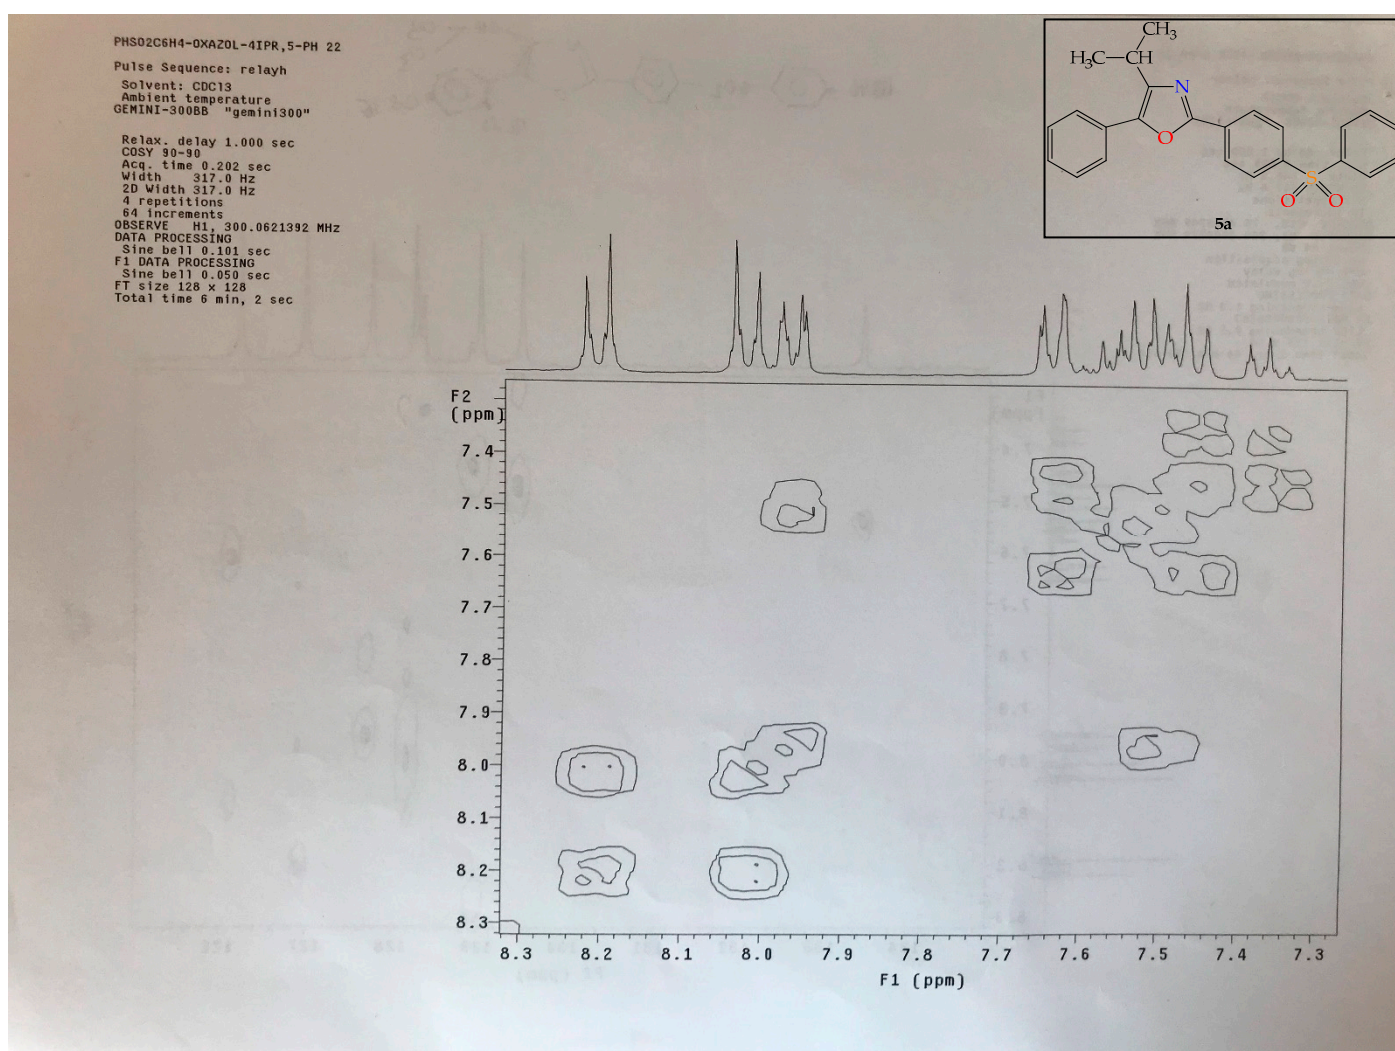 PHSO2C6H4-OXAZOL-4IPR,5-PH 22
Pulse Sequence: relayh
Solvent: CDCl3
Ambient temperature
GEMINI-300BB "gemini300"
Relax. delay 1.000 sec
COSY 90-90
Acq. time 0.202 sec
Width 317.0 Hz
2D Width 317.0 Hz
4 repetitions
64 increments
OBSERVE H1, 300.0621392 MHz
DATA PROCESSING
Sine bell 0.101 sec
F1 DATA PROCESSING
Sine bell 0.050 sec
FT size 128 x 128
Total time 6 min, 2 sec
CH3
H3C CH
N
O
S
O O
5a
F2
(ppm)
7.4
7.5
7.6
7.7
7.8
7.9
8.0
8.1
8.2
8.3
8.3 8.2 8.1 8.0 7.9 7.8 7.7 7.6 7.5 7.4 7.3
F1 (ppm)